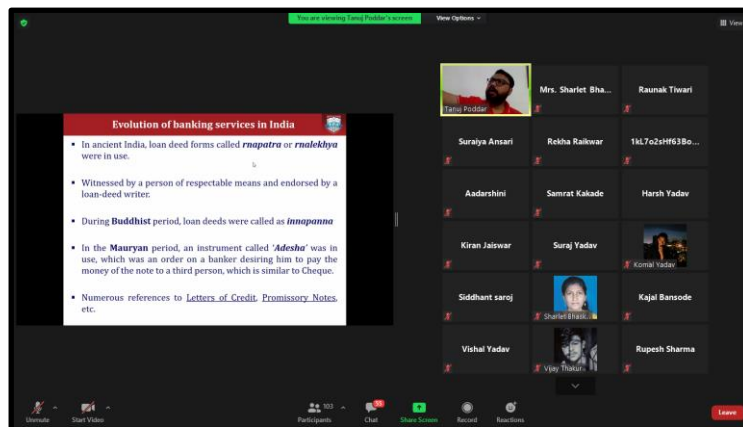 You are viewing Tanuj Poddar's screen
View Options
View
Evolution of banking services in India
In ancient India, loan deed forms called rnapatra or rnalekhya
were in use.
Witnessed by a person of respectable means and endorsed by a
loan-deed writer.
During Buddhist period, loan deeds were called as innapanna
In the Mauryan period, an instrument called 'Adesha' was in
use, which was an order on a banker desiring him to pay the
money of the note to a third person, which is similar to Cheque.
Numerous references to Letters of Credit, Promissory Notes,
etc.
Tanuj Poddar
Mrs. Sharlet Bha...
Raunak Tiwari
Suraiya Ansari
Rekha Raikwar
1kL7o2sHf63Bo...
Aadarshini
Samrat Kakade
Harsh Yadav
Kiran Jaiswar
Suraj Yadav
Komal Yadav
Siddhant saroj
Sharlet Bhask...
Kajal Bansode
Vishal Yadav
Vijay Thakur
Rupesh Sharma
Unmute
Start Video
103
Participants
Chat
Share Screen
Record
Reactions
Leave